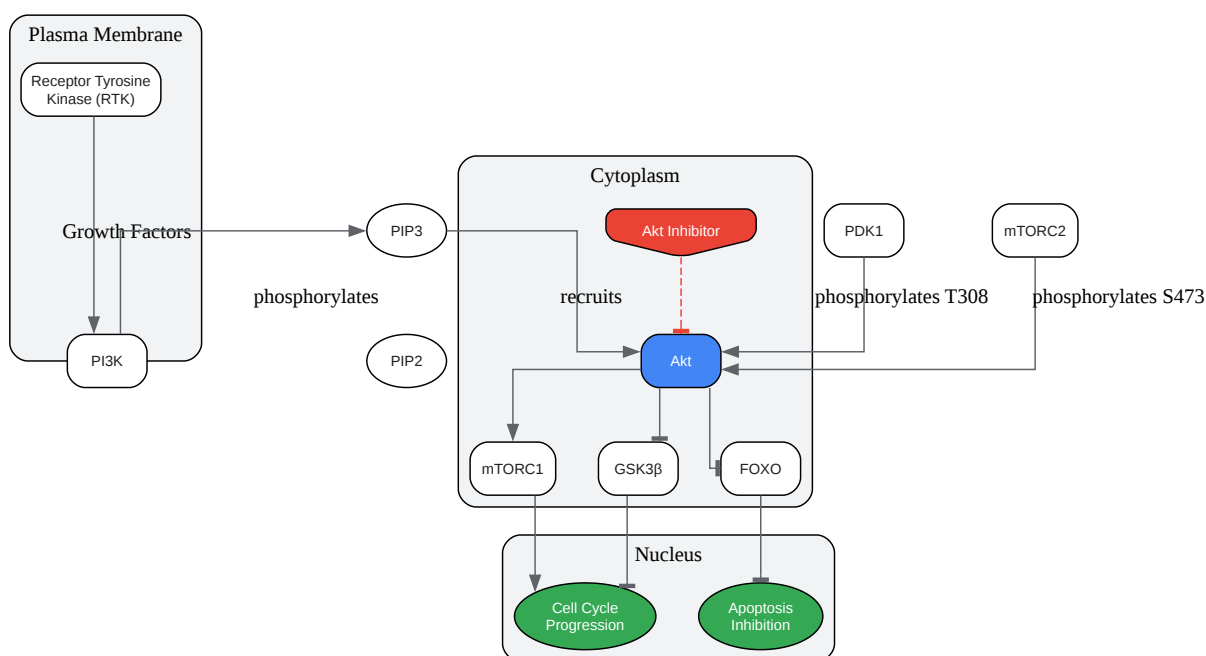 Plasma Membrane
Receptor Tyrosine
Kinase (RTK)
Growth Factors
PI3K
PIP3
phosphorylates
PIP2
Cytoplasm
Akt Inhibitor
recruits
Akt
PDK1
phosphorylates T308
mTORC2
phosphorylates S473
mTORC1
GSK3β
FOXO
Nucleus
Cell Cycle
Progression
Apoptosis
Inhibition